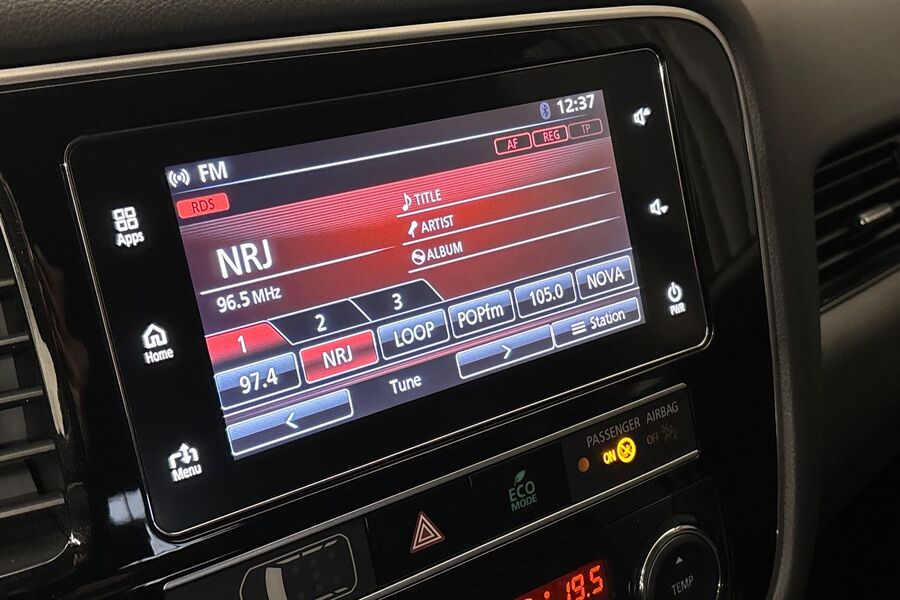 FM
12:37
AF REG TP
RDS
TITLE
ARTIST
ALBUM
NRJ
96.5 MHz
1 2 3
97.4 NRJ LOOP POPfm 105.0 NOVA
< Tune > Station
Apps
Home
Menu
PWR
PASSENGER AIRBAG
ON OFF
ECO
MODE
19.5
TEMP